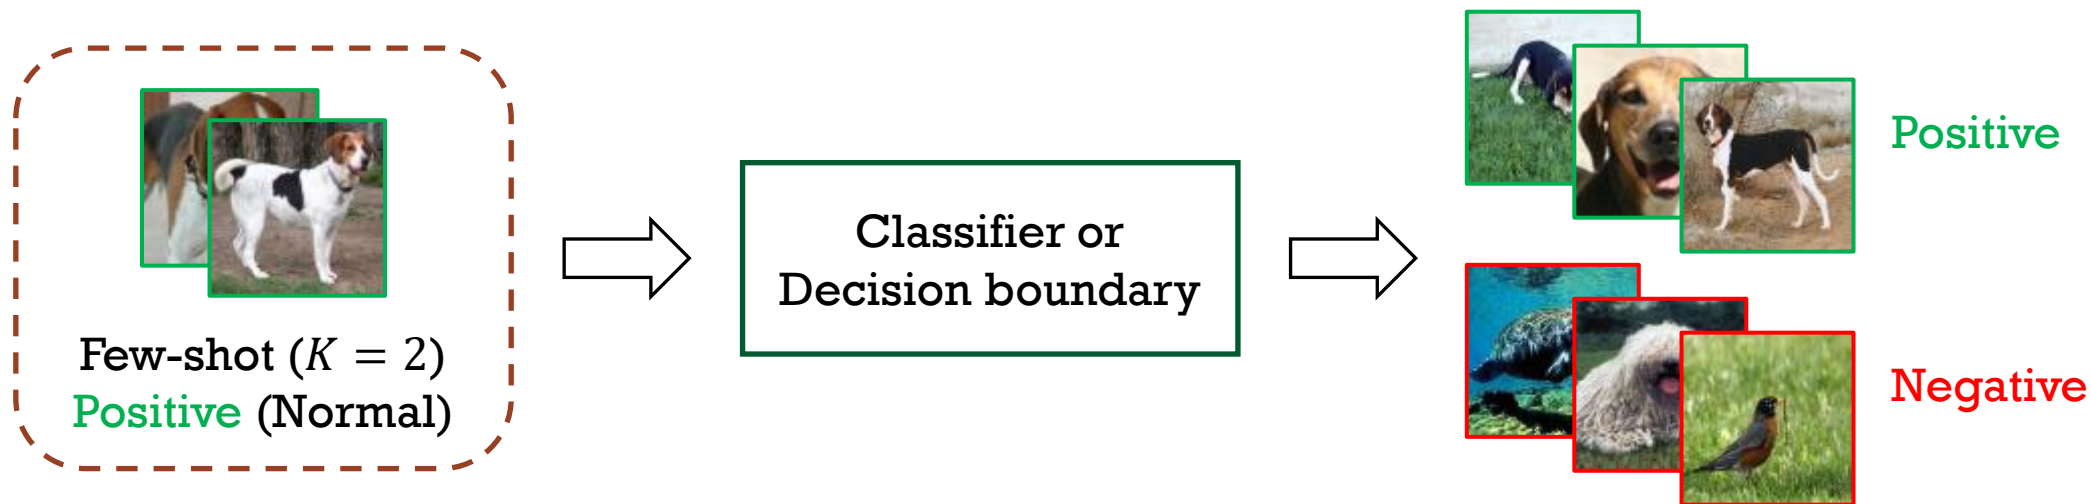 Few-shot (K = 2)
Positive (Normal)
Classifier or
Decision boundary
Positive
Negative